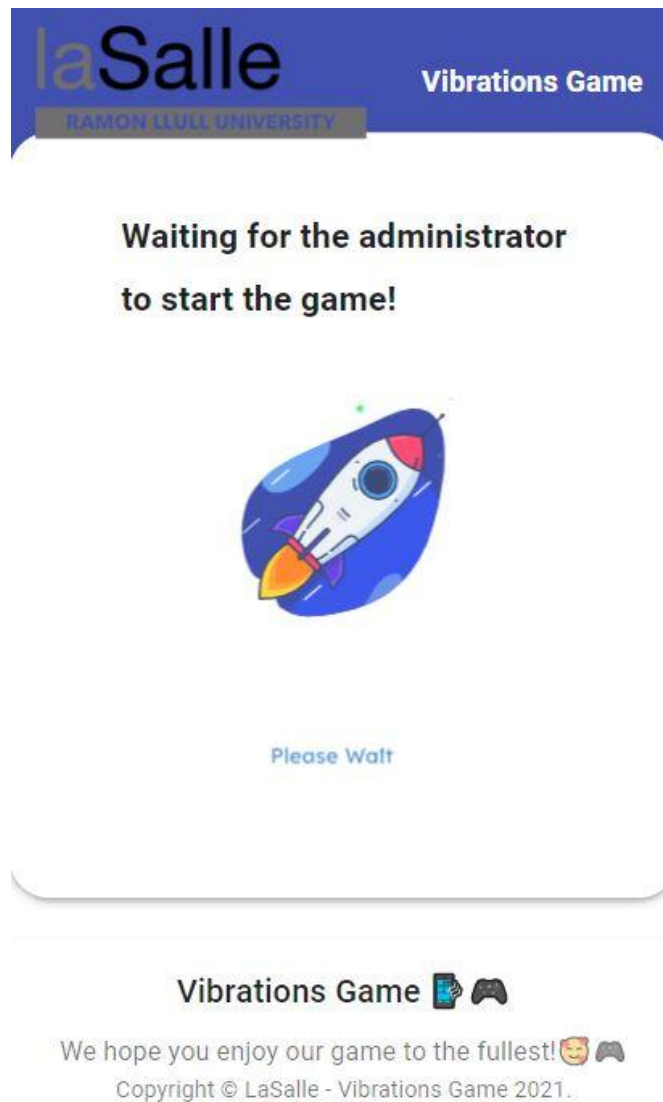 laSalle
Vibrations Game
RAMON LLULL UNIVERSITY
Waiting for the administrator
to start the game!
Please Wait
Vibrations Game 📲 🎮
We hope you enjoy our game to the fullest!🥰 🎮
Copyright © LaSalle - Vibrations Game 2021.